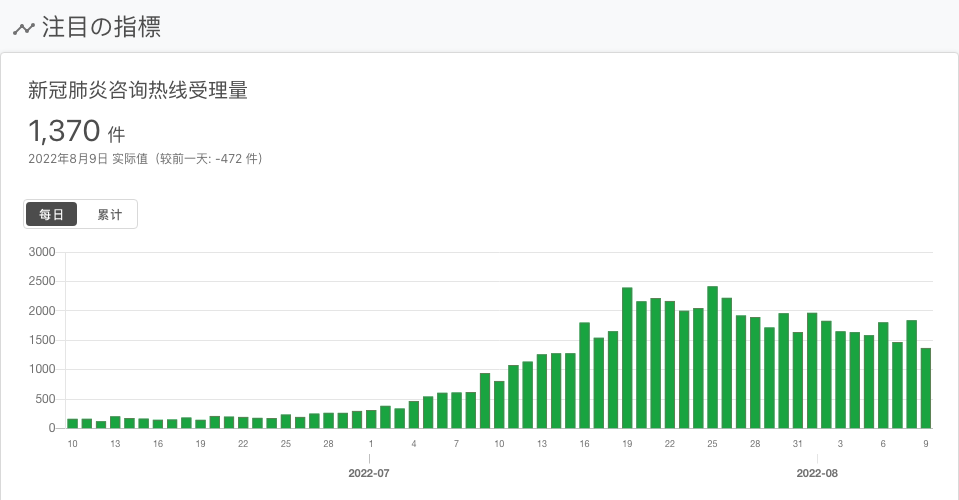 注目の指標
新冠肺炎咨询热线受理量
1,370 件
2022年8月9日 实际值（较前一天: -472 件）
每日 累计
3000
2500
2000
1500
1000
500
0
10 13 16 19 22 25 28 1 4 7 10 13 16 19 22 25 28 31 3 6 9
2022-07 2022-08